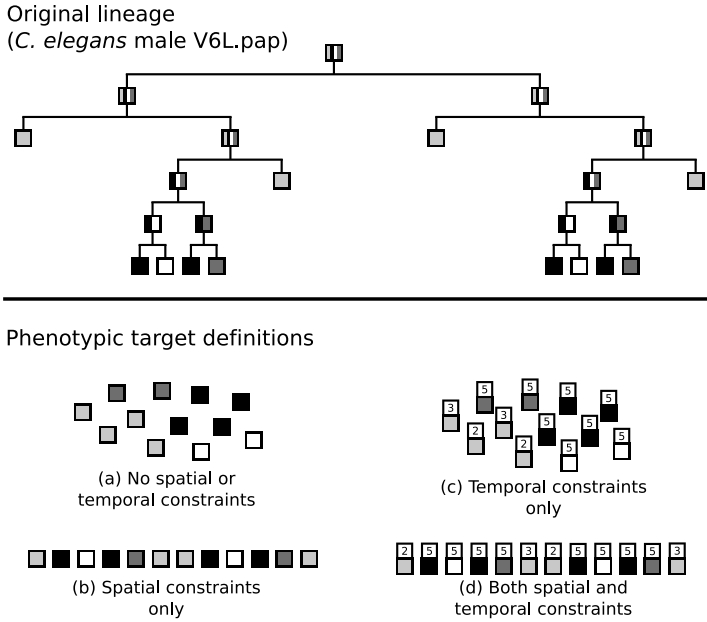 Original lineage
(C. elegans male V6L.pap)
Phenotypic target definitions
(a) No spatial or
temporal constraints
(b) Spatial constraints
only
5 5 5 5
3 3
2 5 5 5
2 5
(c) Temporal constraints
only
2 5 5 5 5 3 2 5 5 5 5 3
(d) Both spatial and
temporal constraints